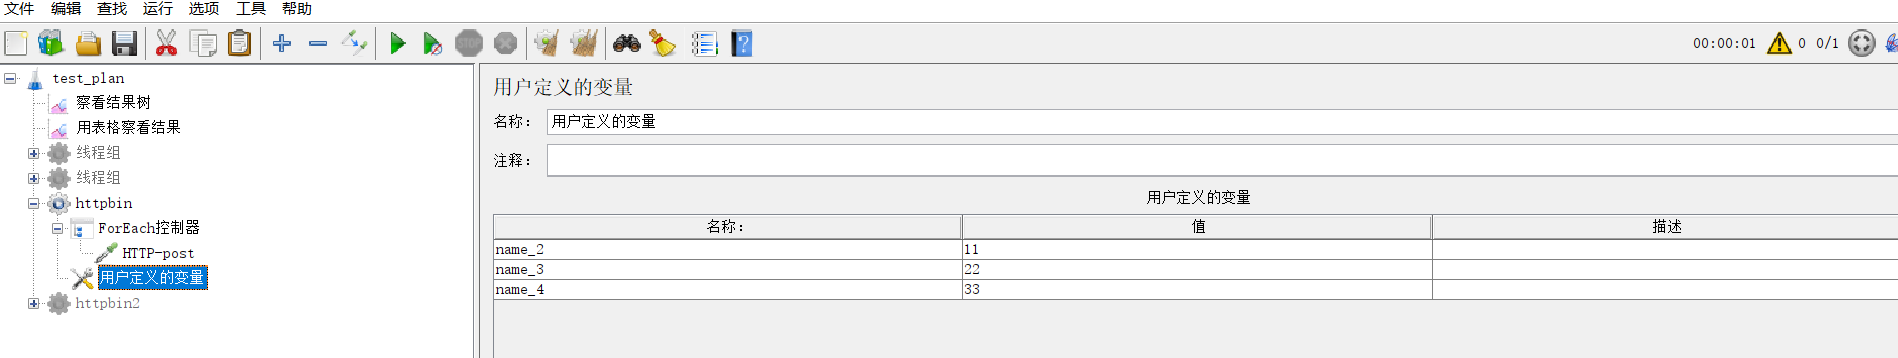 文件 编辑 查找 运行 选项 工具 帮助
STOP 00:00:01 0 0/1
test_plan
察看结果树
用表格察看结果
线程组
线程组
httpbin
ForEach控制器
HTTP-post
用户定义的变量
httpbin2
用户定义的变量
名称： 用户定义的变量
注释：
用户定义的变量
名称： 值 描述
name_2 11
name_3 22
name_4 33